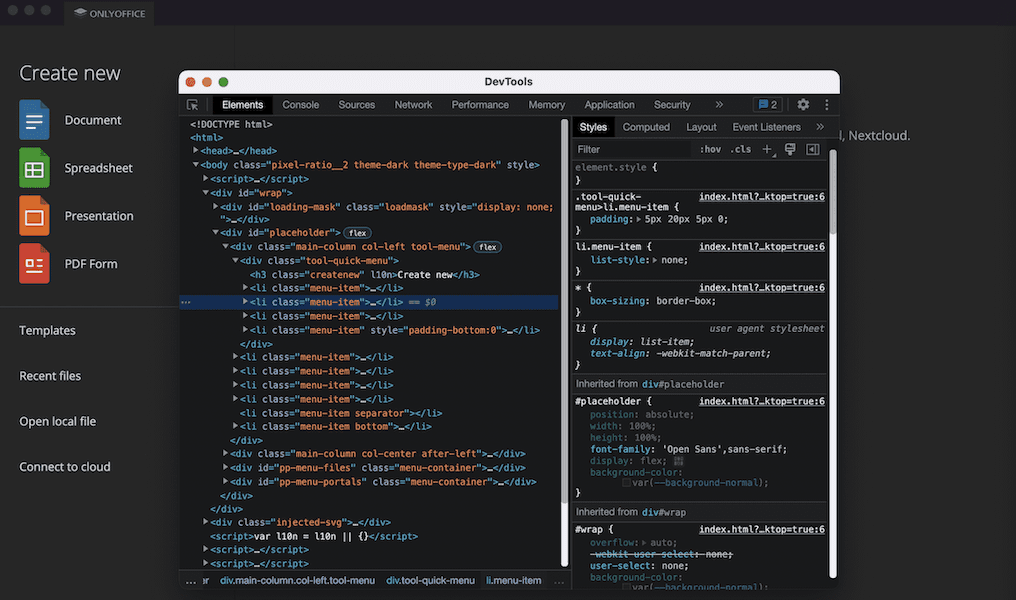 ONLYOFFICE
Create new
Document
Spreadsheet
Presentation
PDF Form
Templates
Recent files
Open local file
Connect to cloud
l, Nextcloud.
DevTools
Elements Console Sources Network Performance Memory Application Security » 2
<!DOCTYPE html>
<html>
<head>…</head>
<body class="pixel-ratio__2 theme-dark theme-type-dark" style>
<script>…</script>
<div id="wrap">
<div id="loading-mask" class="loadmask" style="display: none;
">…</div>
<div id="placeholder"> flex
<div class="main-column col-left tool-menu"> flex
<div class="tool-quick-menu">
<h3 class="createnew" l10n>Create new</h3>
<li class="menu-item">…</li>
… <li class="menu-item">…</li> == $0
<li class="menu-item">…</li>
<li class="menu-item" style="padding-bottom:0">…</li>
</div>
<li class="menu-item">…</li>
<li class="menu-item">…</li>
<li class="menu-item">…</li>
<li class="menu-item">…</li>
<li class="menu-item separator"></li>
<li class="menu-item bottom">…</li>
</div>
<div class="main-column col-center after-left">…</div>
<div id="pp-menu-files" class="menu-container">…</div>
<div id="pp-menu-portals" class="menu-container">…</div>
</div>
</div>
<div class="injected-svg">…</div>
<script>var l10n = l10n || {}</script>
<script>…</script>
<script>…</script>
… er div.main-column.col-left.tool-menu div.tool-quick-menu li.menu-item …
Styles Computed Layout Event Listeners »
Filter :hov .cls +
element.style {
}
.tool-quick- index.html?…ktop=true:6
menu>li.menu-item {
padding: 5px 20px 5px 0;
}
li.menu-item { index.html?…ktop=true:6
list-style: none;
}
* { index.html?…ktop=true:6
box-sizing: border-box;
}
li { user agent stylesheet
display: list-item;
text-align: -webkit-match-parent;
}
Inherited from div#placeholder
#placeholder { index.html?…ktop=true:6
position: absolute;
width: 100%;
height: 100%;
font-family: 'Open Sans',sans-serif;
display: flex;
background-color:
var(--background-normal);
}
Inherited from div#wrap
#wrap { index.html?…ktop=true:6
overflow: auto;
-webkit-user-select: none;
user-select: none;
background-color:
var(--background-normal);